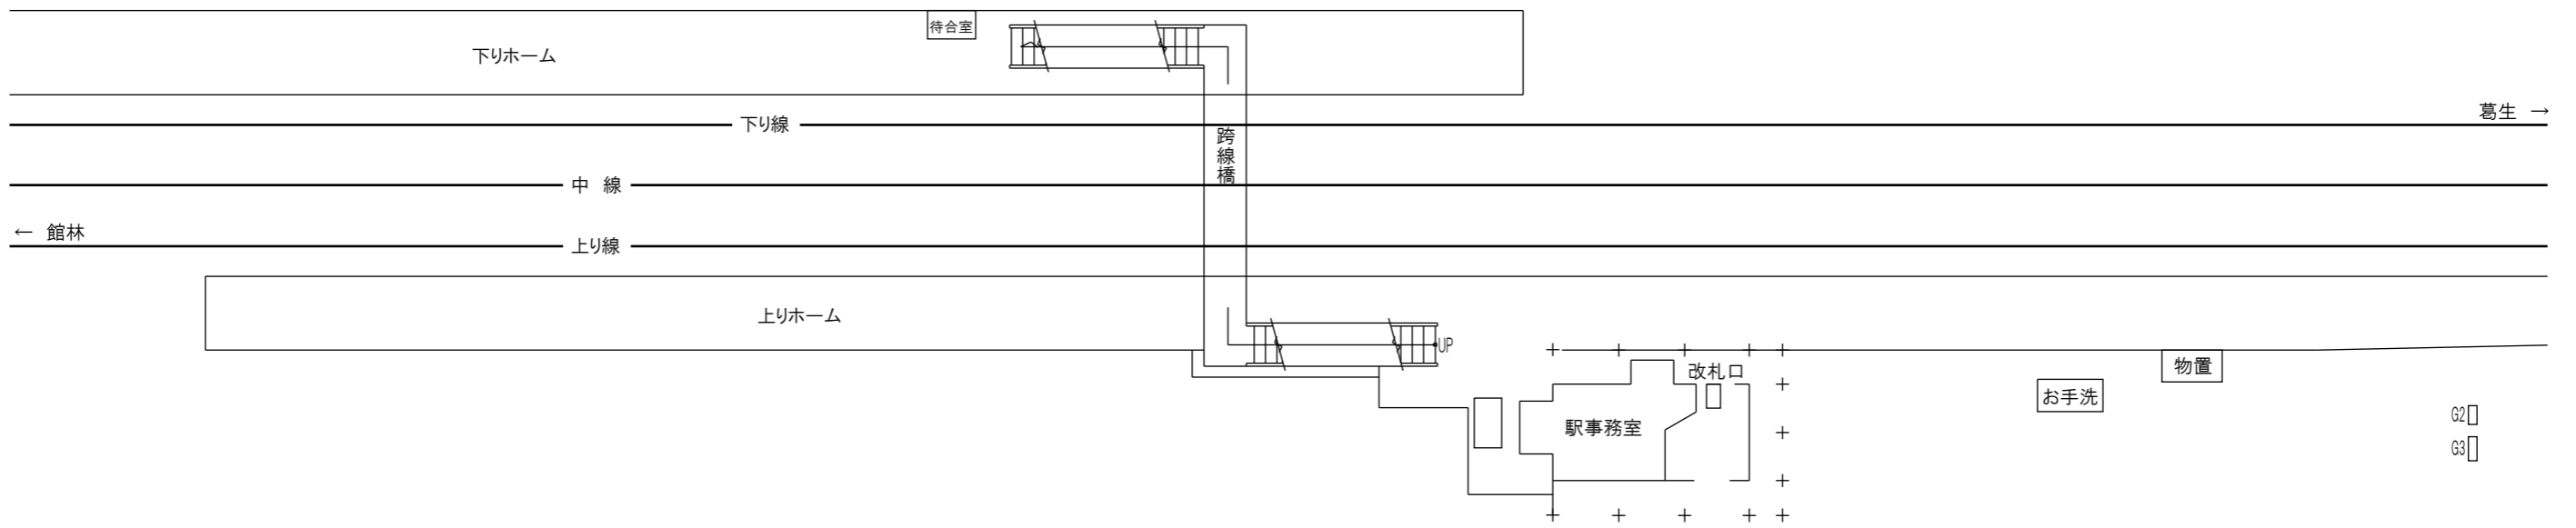 待合室
下りホーム
葛生 →
下り線
跨線橋
中 線
← 館林
上り線
上りホーム
UP
改札口
物置
お手洗
駅事務室
G2
G3